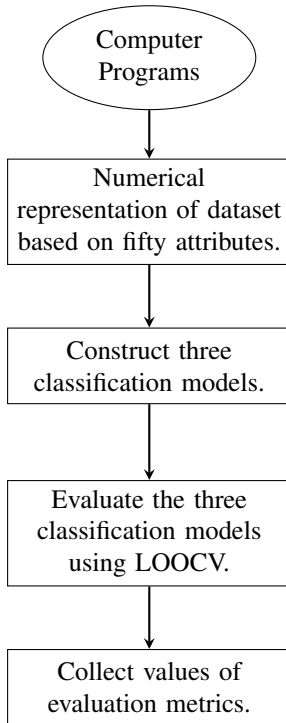 Computer
Programs
Numerical
representation of dataset
based on fifty attributes.
Construct three
classification models.
Evaluate the three
classification models
using LOOCV.
Collect values of
evaluation metrics.